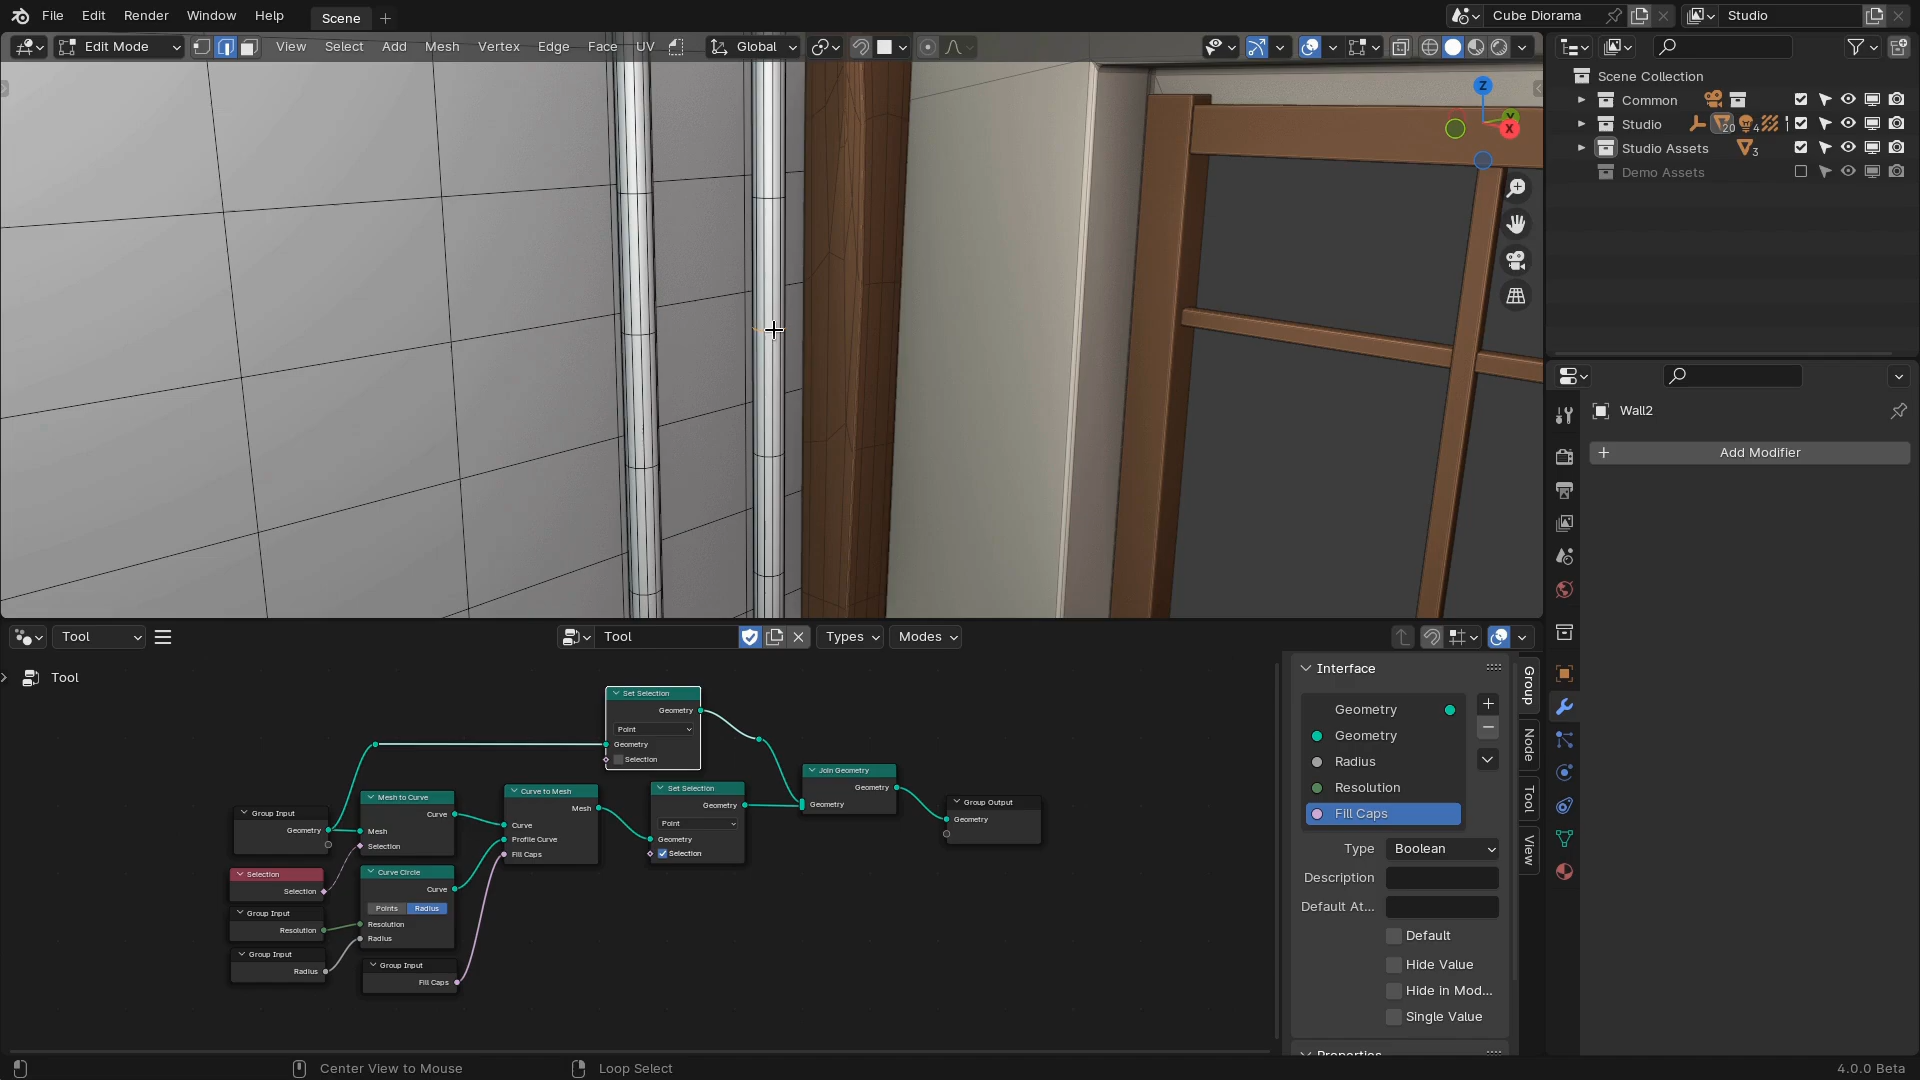 File Edit Render Window Help Scene Cube Diorama Studio
Edit Mode View Select Add Mesh Vertex Edge Face UV Global
Z
Y
X
Scene Collection
Common
Studio 20 4
Studio Assets 3
Demo Assets
Wall2
Add Modifier
Tool Tool Types Modes
Tool
Set Selection
Geometry
Point
Geometry
Selection
Group Input
Geometry
Mesh to Curve
Curve
Mesh
Selection
Selection
Selection
Group Input
Resolution
Group Input
Radius
Curve Circle
Curve
Points Radius
Resolution
Radius
Group Input
Fill Caps
Curve to Mesh
Mesh
Curve
Profile Curve
Fill Caps
Set Selection
Geometry
Point
Geometry
Selection
Join Geometry
Geometry
Geometry
Group Output
Geometry
Interface
Geometry
Geometry
Radius
Resolution
Fill Caps
Type Boolean
Description
Default At...
Default
Hide Value
Hide in Mod...
Single Value
Properties
Group
Node
Tool
View
Center View to Mouse Loop Select 4.0.0 Beta